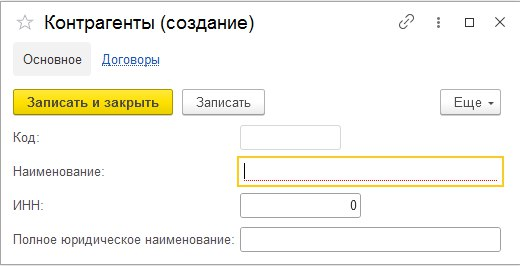 Контрагенты (создание)
Основное Договоры
Записать и закрыть Записать Еще
Код:
Наименование:
ИНН: 0
Полное юридическое наименование: